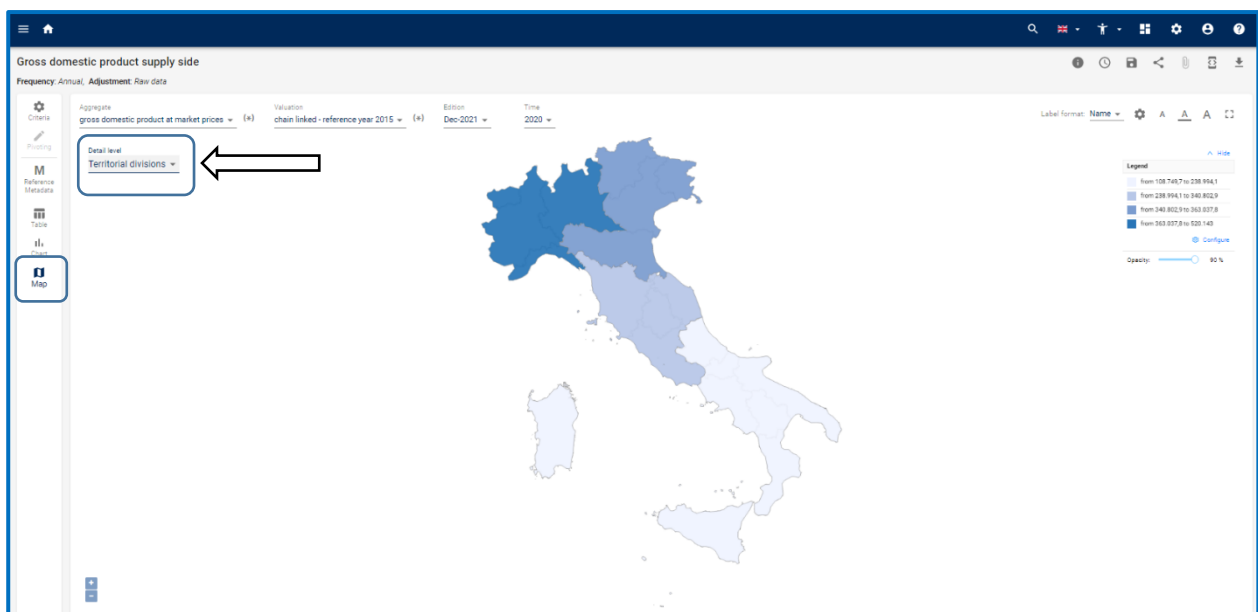 Gross domestic product supply side
Frequency: Annual, Adjustment: Raw data
Criteria
Pivoting
M
Reference
Metadata
Table
Chart
Map
Aggregate
gross domestic product at market prices
Valuation
chain linked - reference year 2015
Edition
Dec-2021
Time
2020
Label format: Name
A A A
Detail level
Territorial divisions
Hide
Legend
from 108.749,7 to 238.994,1
from 238.994,1 to 340.802,9
from 340.802,9 to 363.037,8
from 363.037,8 to 520.143
Configure
Opacity: 90 %